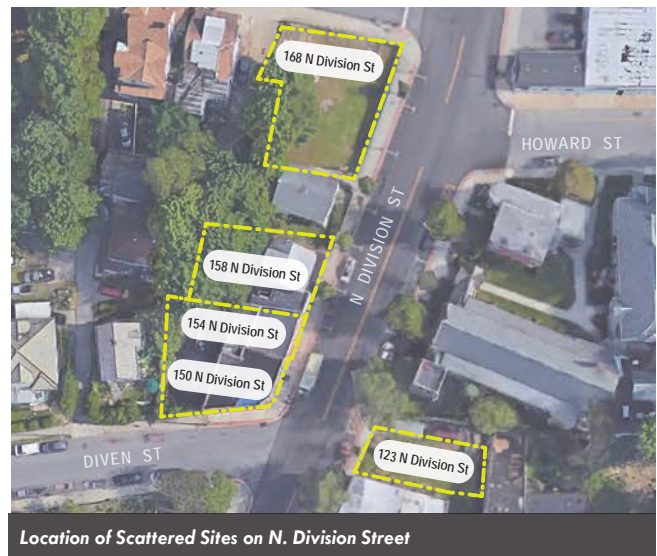 168 N Division St
HOWARD ST
N DIVISION ST
158 N Division St
154 N Division St
150 N Division St
DIVEN ST
123 N Division St
Location of Scattered Sites on N. Division Street